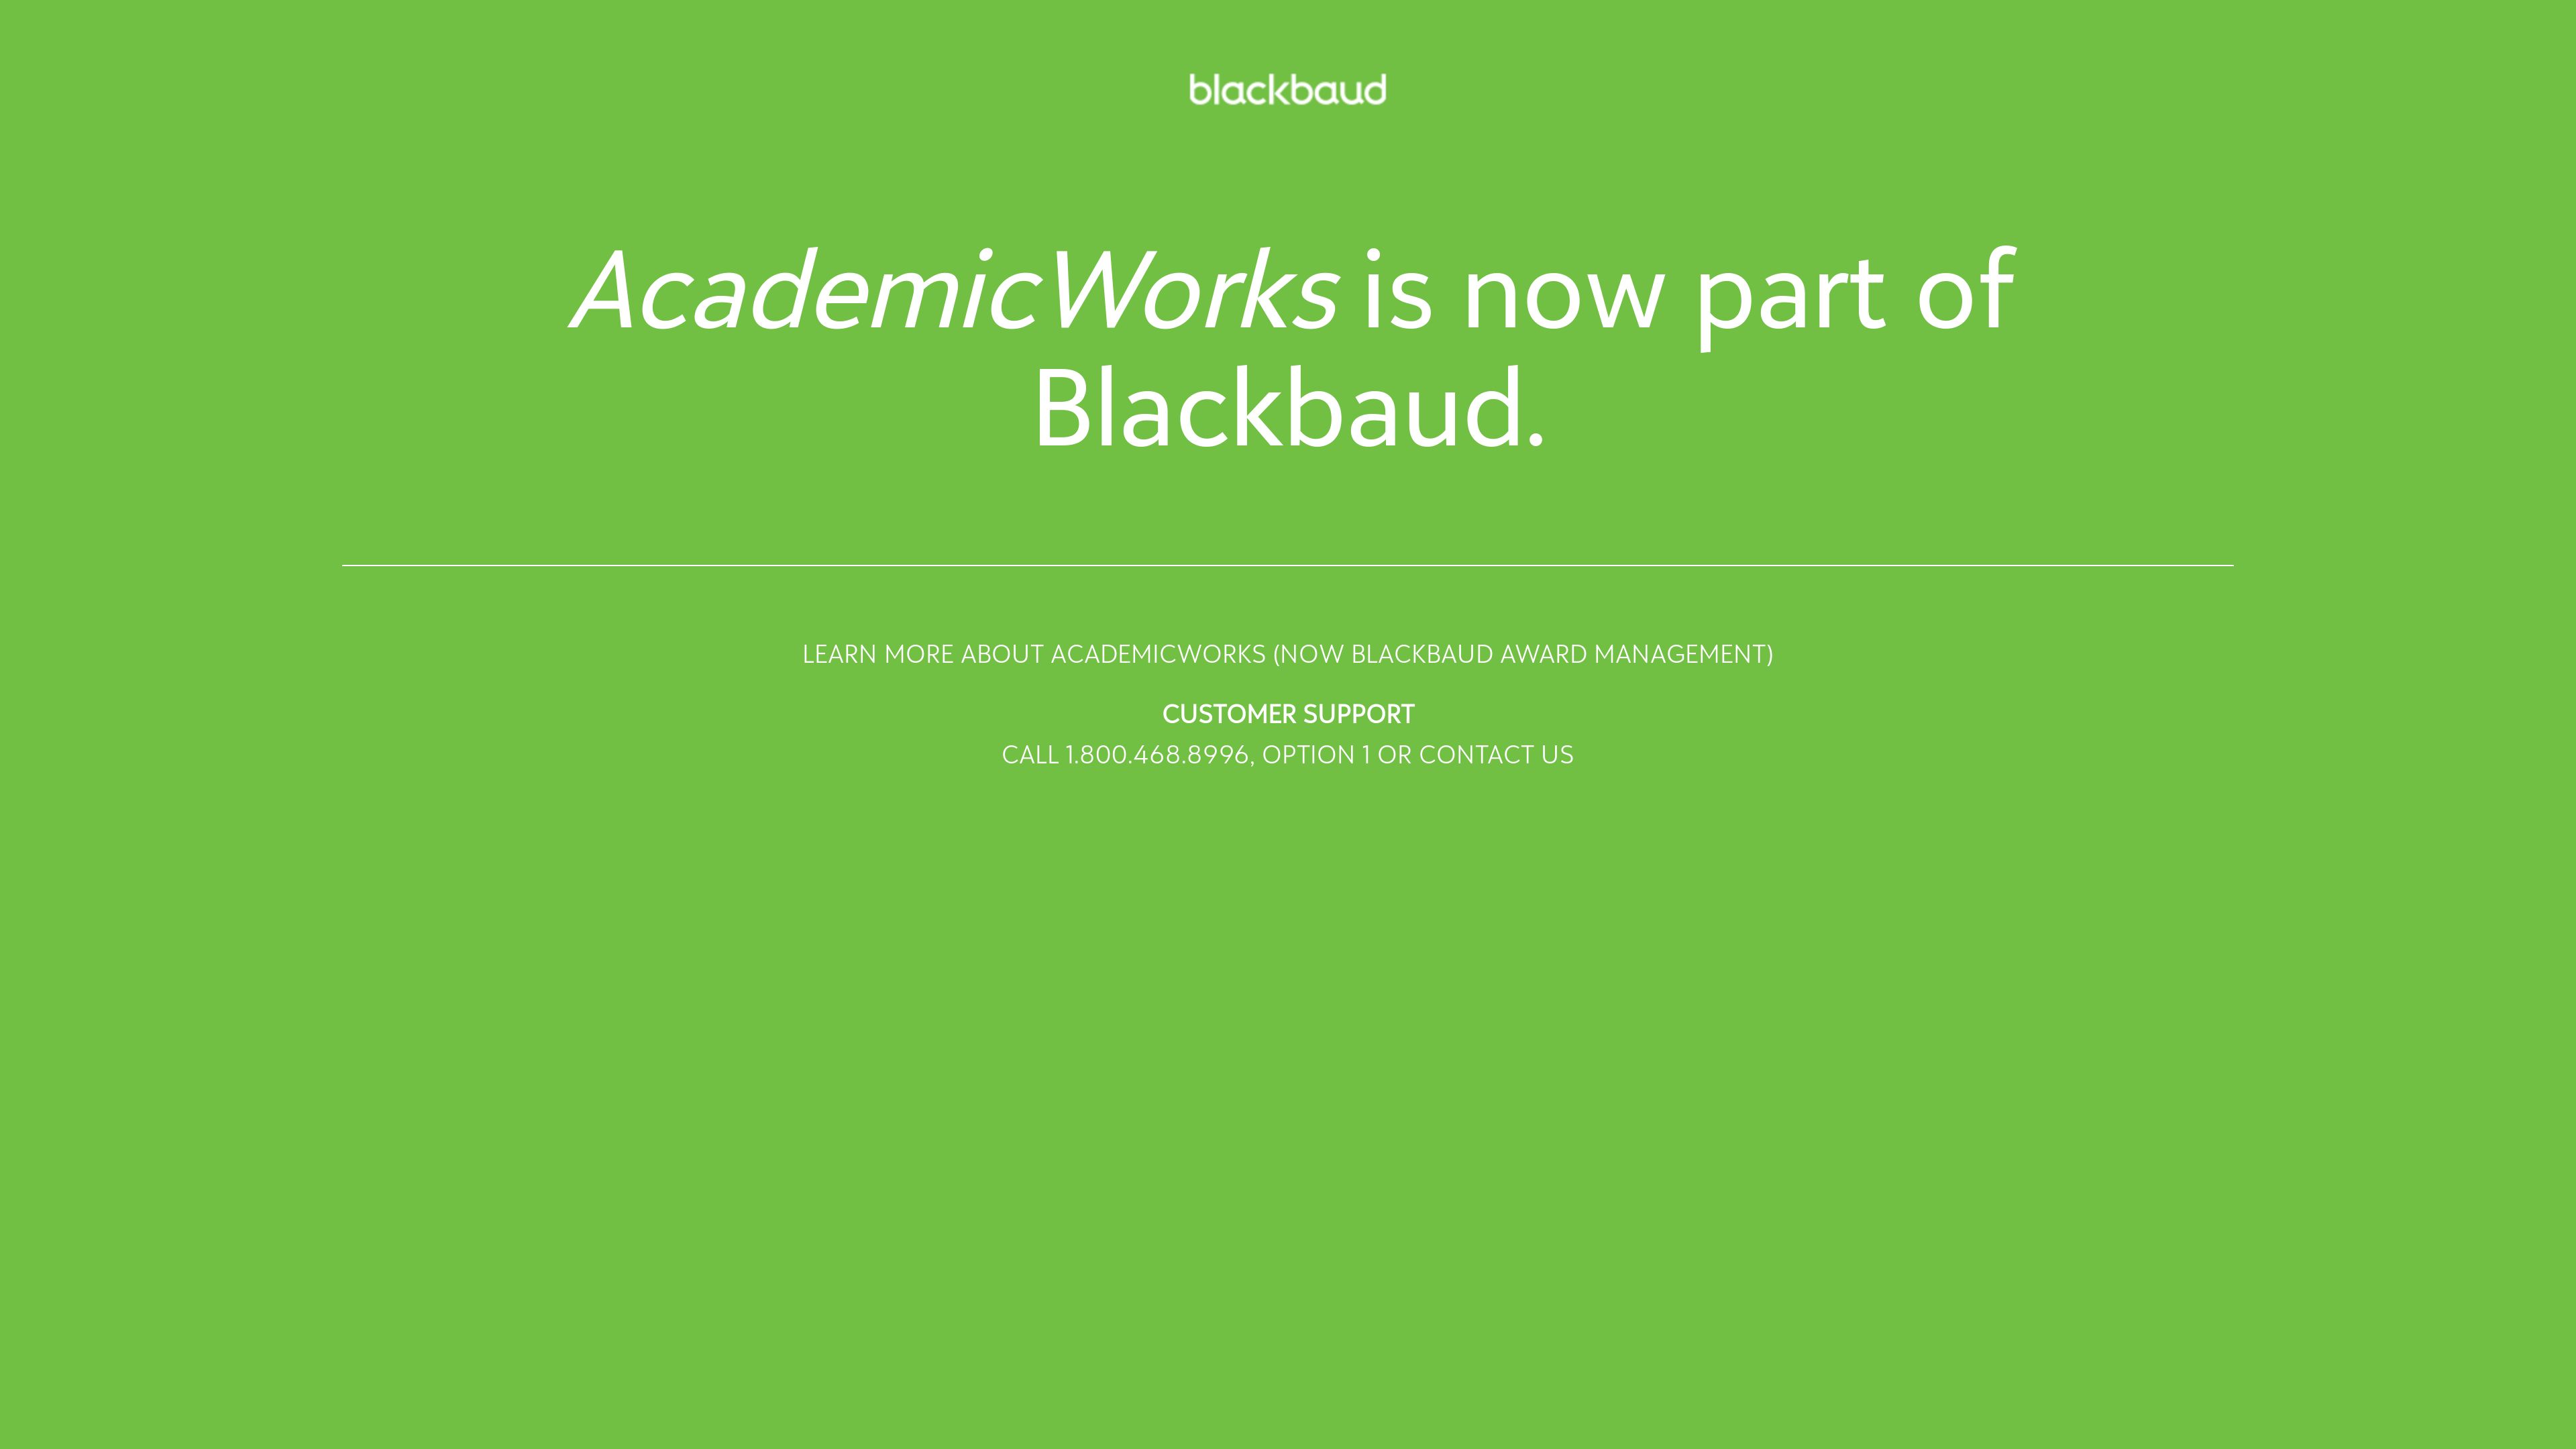 blackbaud
AcademicWorks is now part of
Blackbaud.
LEARN MORE ABOUT ACADEMICWORKS (NOW BLACKBAUD AWARD MANAGEMENT)
CUSTOMER SUPPORT
CALL 1.800.468.8996, OPTION 1 OR CONTACT US